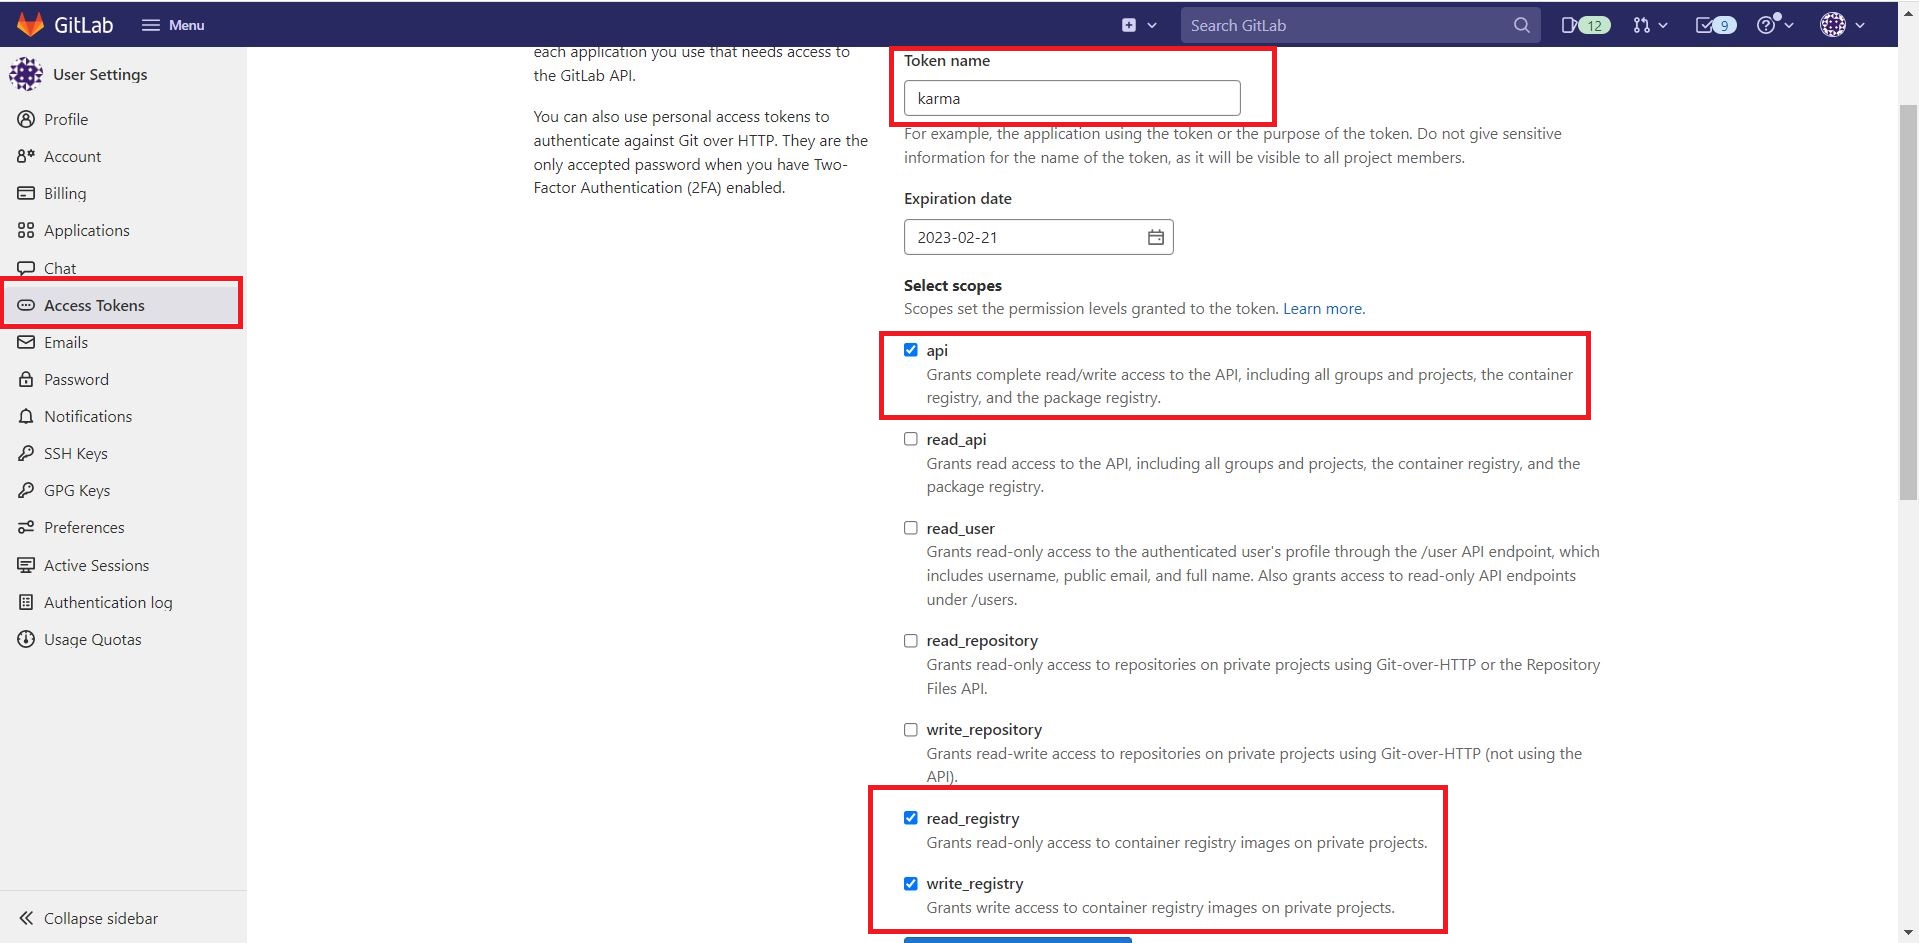 GitLab
Menu
Search GitLab
12
9
User Settings
Profile
Account
Billing
Applications
Chat
Access Tokens
Emails
Password
Notifications
SSH Keys
GPG Keys
Preferences
Active Sessions
Authentication log
Usage Quotas
Collapse sidebar
each application you use that needs access to
the GitLab API.
You can also use personal access tokens to
authenticate against Git over HTTP. They are the
only accepted password when you have Two-
Factor Authentication (2FA) enabled.
Token name
karma
For example, the application using the token or the purpose of the token. Do not give sensitive
information for the name of the token, as it will be visible to all project members.
Expiration date
2023-02-21
Select scopes
Scopes set the permission levels granted to the token. Learn more.
api
Grants complete read/write access to the API, including all groups and projects, the container
registry, and the package registry.
read_api
Grants read access to the API, including all groups and projects, the container registry, and the
package registry.
read_user
Grants read-only access to the authenticated user's profile through the /user API endpoint, which
includes username, public email, and full name. Also grants access to read-only API endpoints
under /users.
read_repository
Grants read-only access to repositories on private projects using Git-over-HTTP or the Repository
Files API.
write_repository
Grants read-write access to repositories on private projects using Git-over-HTTP (not using the
API).
read_registry
Grants read-only access to container registry images on private projects.
write_registry
Grants write access to container registry images on private projects.